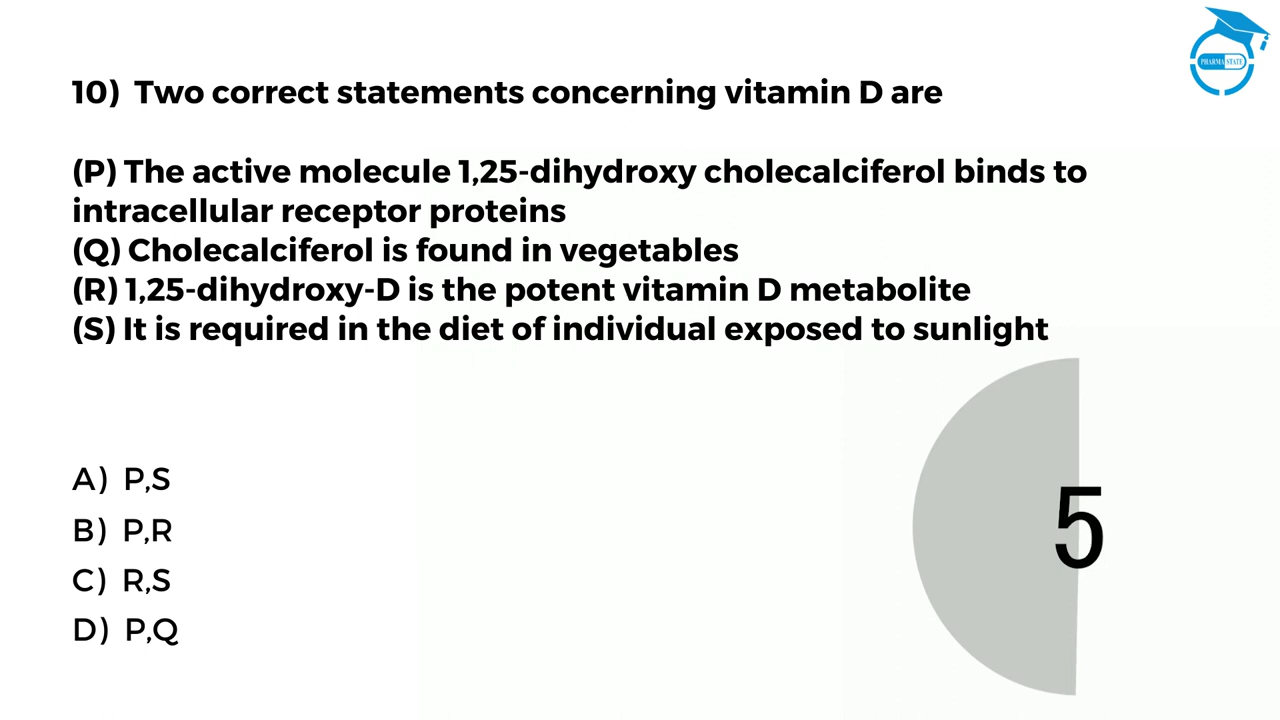 PHARMA STATE
10) Two correct statements concerning vitamin D are
(P) The active molecule 1,25-dihydroxy cholecalciferol binds to
intracellular receptor proteins
(Q) Cholecalciferol is found in vegetables
(R) 1,25-dihydroxy-D is the potent vitamin D metabolite
(S) It is required in the diet of individual exposed to sunlight
A) P,S
B) P,R
C) R,S
D) P,Q
5